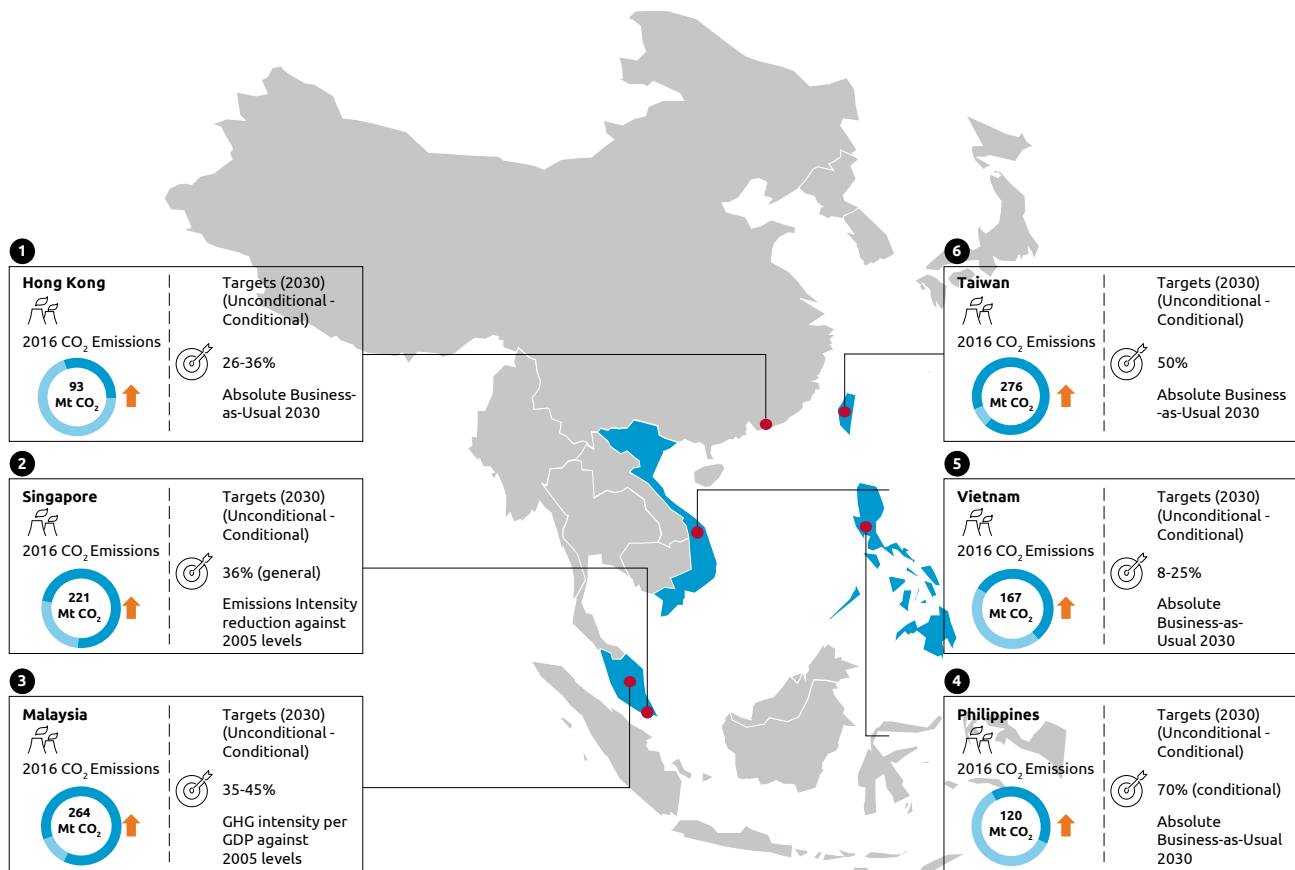 1
Hong Kong
2016 CO₂ Emissions
93
Mt CO₂
Targets (2030)
(Unconditional -
Conditional)
26-36%
Absolute Business-
as-Usual 2030
2
Singapore
2016 CO₂ Emissions
221
Mt CO₂
Targets (2030)
(Unconditional -
Conditional)
36% (general)
Emissions Intensity
reduction against
2005 levels
3
Malaysia
2016 CO₂ Emissions
264
Mt CO₂
Targets (2030)
(Unconditional -
Conditional)
35-45%
GHG intensity per
GDP against
2005 levels
6
Taiwan
2016 CO₂ Emissions
276
Mt CO₂
Targets (2030)
(Unconditional -
Conditional)
50%
Absolute Business
-as-Usual 2030
5
Vietnam
2016 CO₂ Emissions
167
Mt CO₂
Targets (2030)
(Unconditional -
Conditional)
8-25%
Absolute
Business-as-
Usual 2030
4
Philippines
2016 CO₂ Emissions
120
Mt CO₂
Targets (2030)
(Unconditional -
Conditional)
70% (conditional)
Absolute
Business-as-Usual
2030